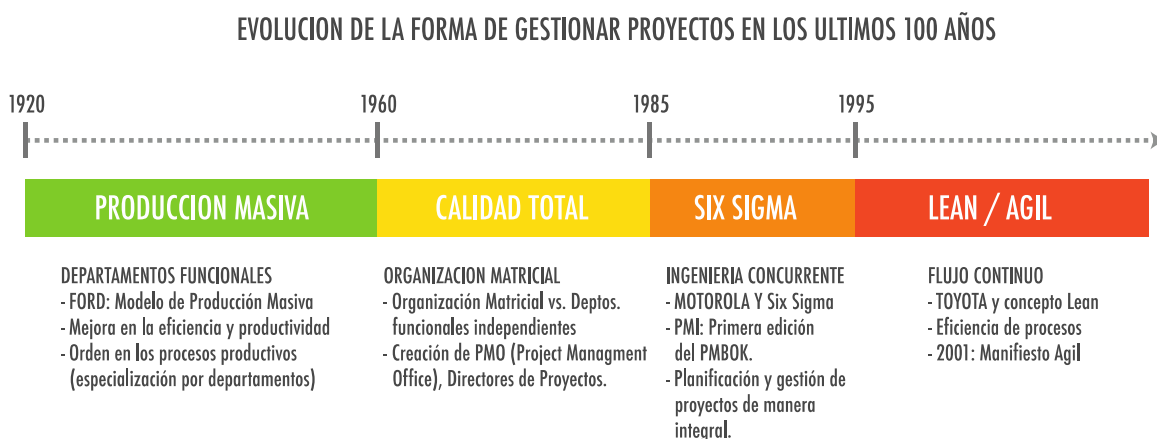 EVOLUCION DE LA FORMA DE GESTIONAR PROYECTOS EN LOS ULTIMOS 100 AÑOS
1920
1960
1985
1995
PRODUCCION MASIVA
CALIDAD TOTAL
SIX SIGMA
LEAN / AGIL
DEPARTAMENTOS FUNCIONALES
- FORD: Modelo de Producción Masiva
- Mejora en la eficiencia y productividad
- Orden en los procesos productivos
(especialización por departamentos)
ORGANIZACION MATRICIAL
- Organización Matricial vs. Deptos.
funcionales independientes
- Creación de PMO (Project Managment
Office), Directores de Proyectos.
INGENIERIA CONCURRENTE
- MOTOROLA Y Six Sigma
- PMI: Primera edición
del PMBOK.
- Planificación y gestión de
proyectos de manera
integral.
FLUJO CONTINUO
- TOYOTA y concepto Lean
- Eficiencia de procesos
- 2001: Manifiesto Agil